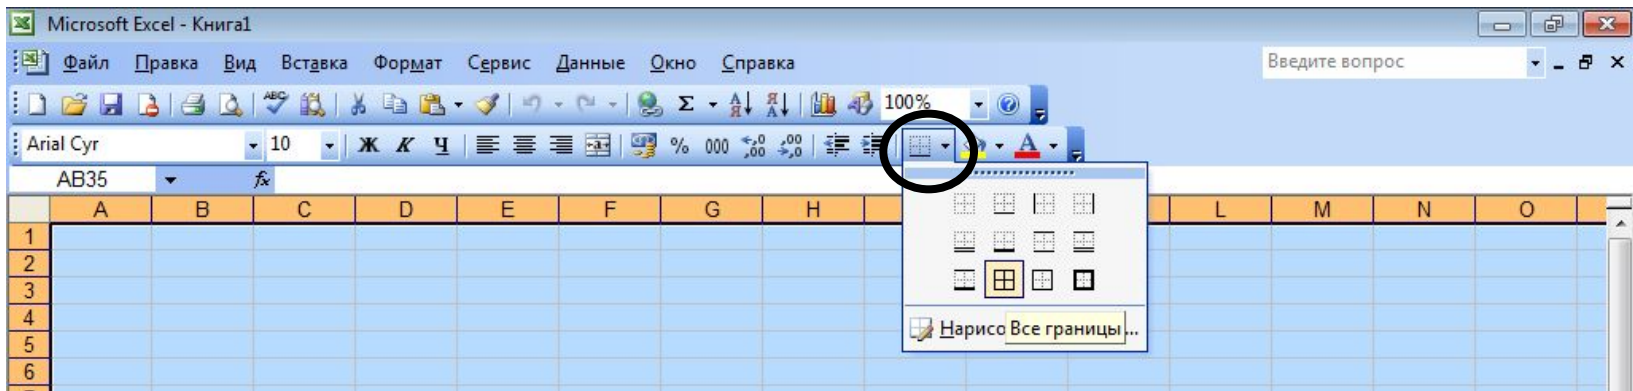 Microsoft Excel - Книга1
Файл Правка Вид Вставка Формат Сервис Данные Окно Справка Введите вопрос
100%
Arial Cyr 10 Ж К Ч % 000 A
AB35 fx
A B C D E F G H L M N O
1
2
3
4
5
6
Нарисо Все границы ...